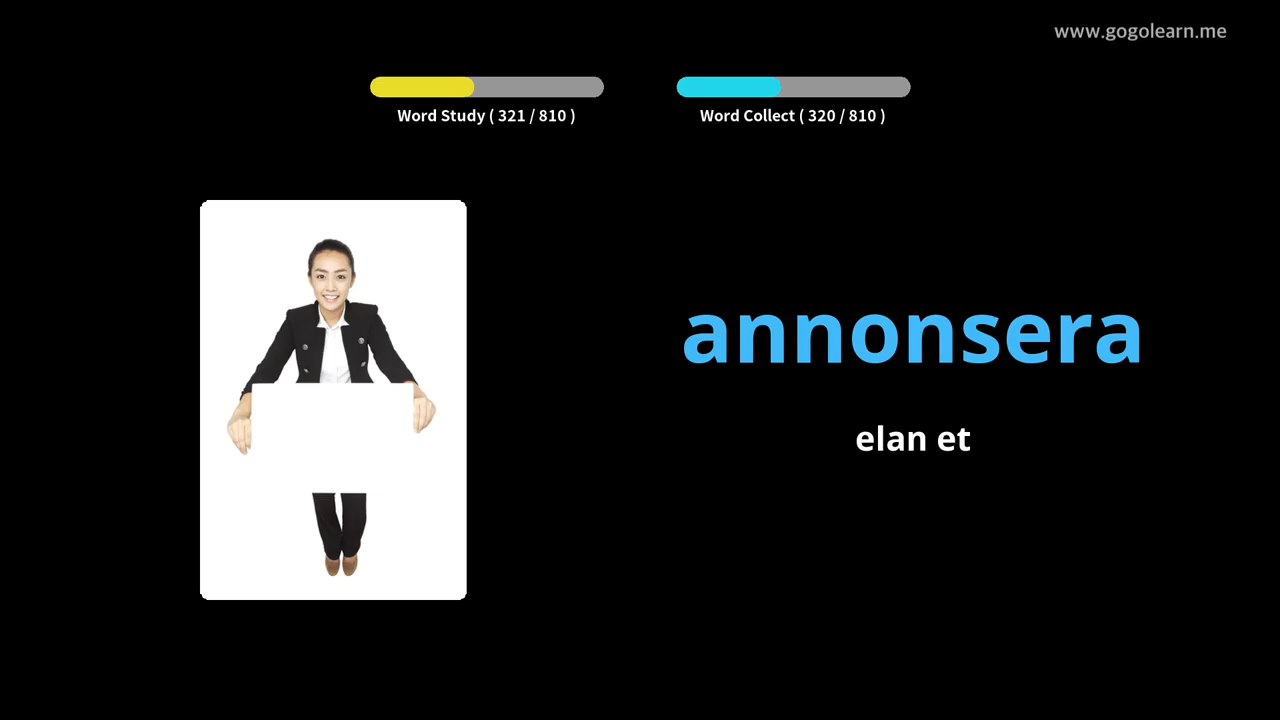 www.gogolearn.me
Word Study ( 321 / 810 )
Word Collect ( 320 / 810 )
annonsera
elan et